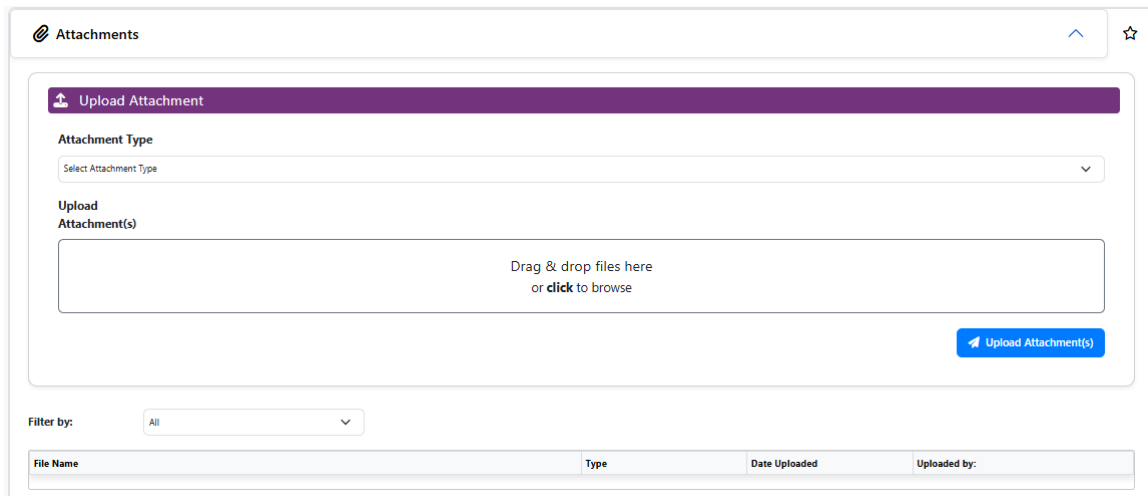 Attachments
Upload Attachment
Attachment Type
Select Attachment Type
Upload
Attachment(s)
Drag & drop files here
or click to browse
Upload Attachment(s)
Filter by: All
File Name Type Date Uploaded Uploaded by: